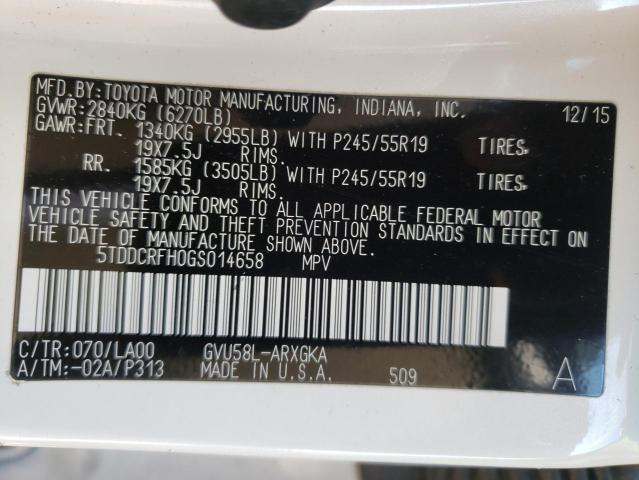 MFD.BY:TOYOTA MOTOR MANUFACTURING, INDIANA, INC. 12/15
GVWR:2840KG (6270LB)
GAWR:FRT. 1340KG (2955LB) WITH P245/55R19 TIRES,
19X7.5J RIMS.
RR. 1585KG (3505LB) WITH P245/55R19 TIRES,
19X7.5J RIMS.
THIS VEHICLE CONFORMS TO ALL APPLICABLE FEDERAL MOTOR
VEHICLE SAFETY AND THEFT PREVENTION STANDARDS IN EFFECT ON
THE DATE OF MANUFACTURE SHOWN ABOVE.
5TDDCRFH0GS014658 MPV
C/TR:070/LA00 GVU58L-ARXGKA
A/TM:-02A/P313 MADE IN U.S.A. 509 A